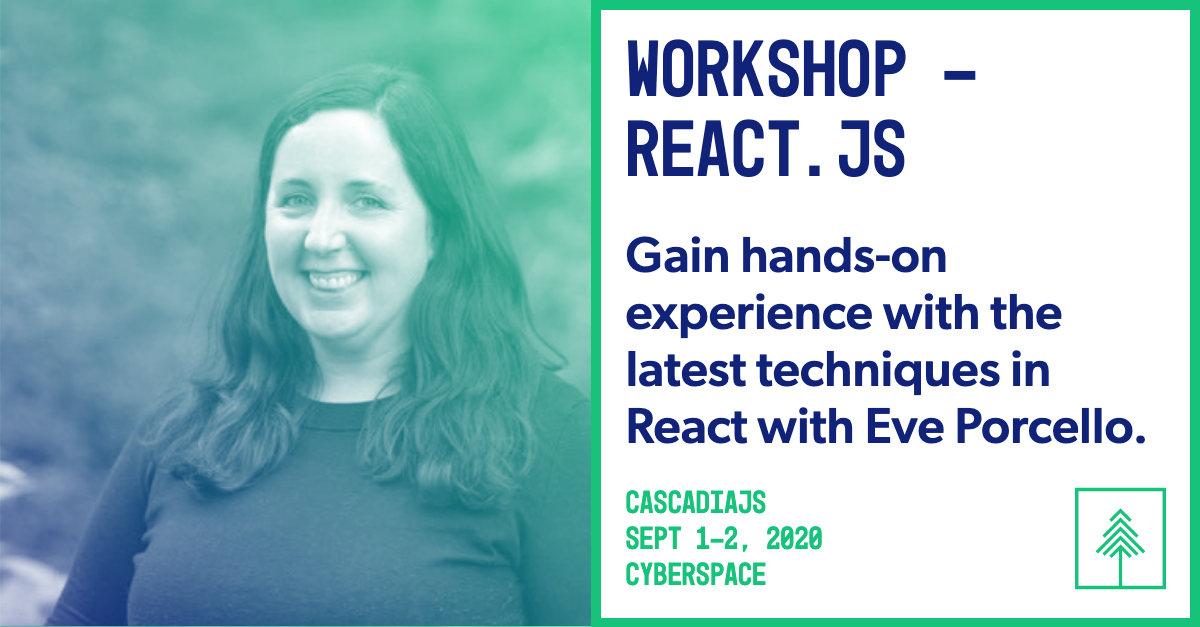 WORKSHOP –
REACT.JS
Gain hands-on
experience with the
latest techniques in
React with Eve Porcello.
CASCADIAJS
SEPT 1–2, 2020
CYBERSPACE